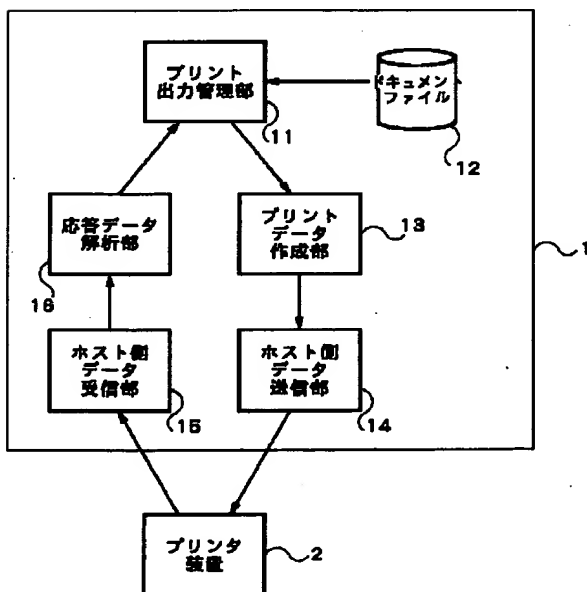 プリント
出力管理部
11
ドキュメント
ファイル
12
応答データ
解析部
16
プリント
データ
作成部
13
1
ホスト側
データ
受信部
15
ホスト側
データ
送信部
14
プリンタ
装置
2